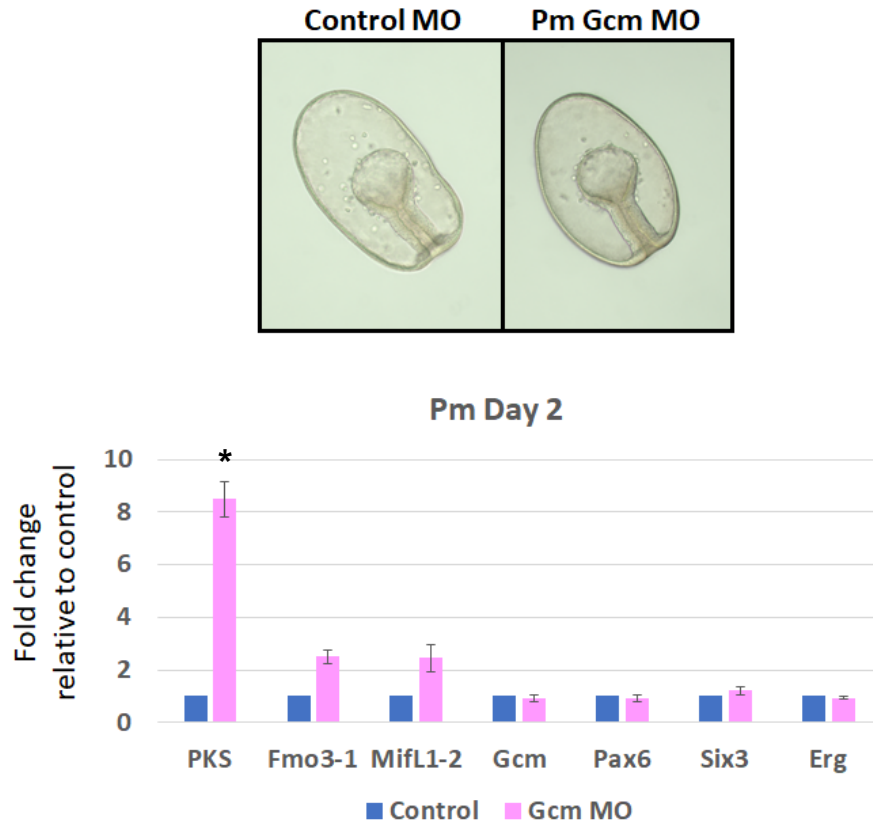 Control MO Pm Gcm MO
Pm Day 2
Fold change
relative to control
10
8
6
4
2
0
*
PKS Fmo3-1 MifL1-2 Gcm Pax6 Six3 Erg
Control Gcm MO